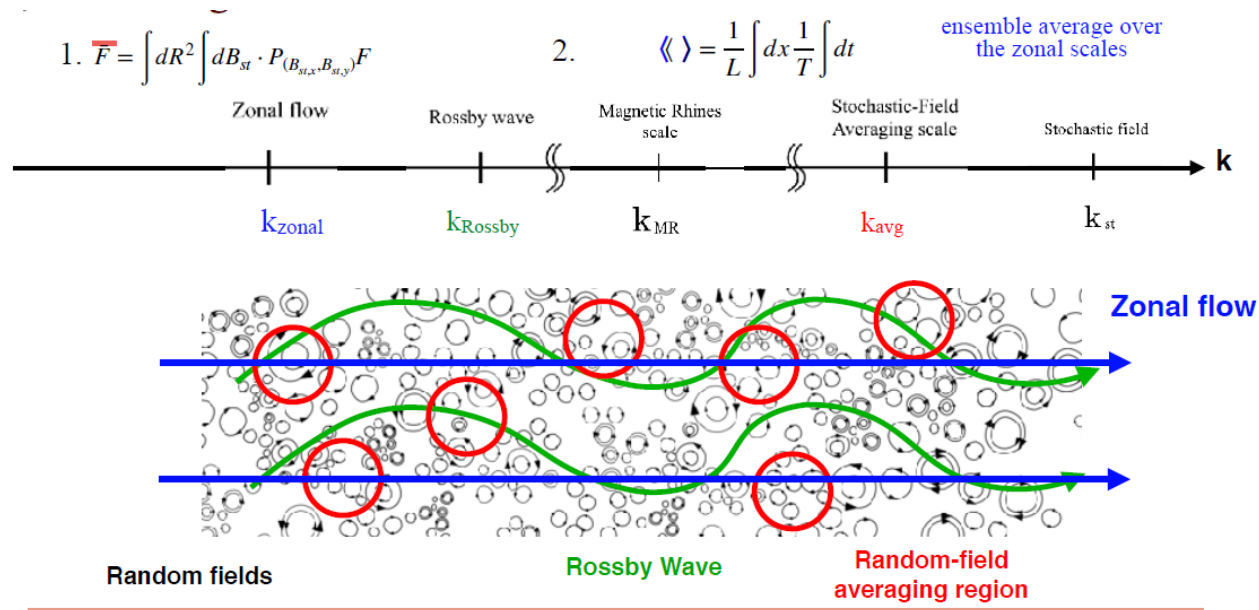 1. F̄ = ∫dR² ∫dB_st · P_(B_st,x, B_st,y) F
2. ⟪ ⟫ = 1/L ∫dx 1/T ∫dt
ensemble average over
the zonal scales
Zonal flow
Rossby wave
Magnetic Rhines
scale
Stochastic-Field
Averaging scale
Stochastic field
k
k_zonal
k_Rossby
k_MR
k_avg
k_st
Zonal flow
Random fields
Rossby Wave
Random-field
averaging region